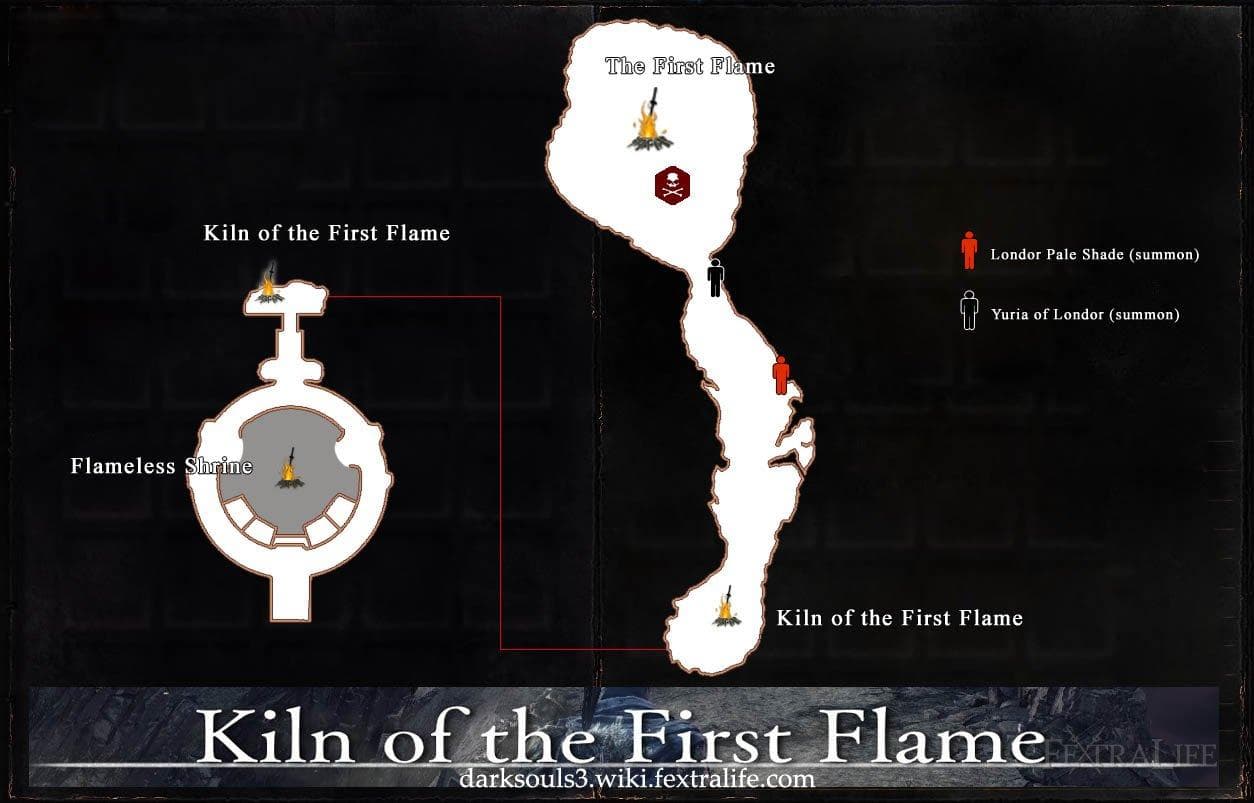 The First Flame
Kiln of the First Flame
Londor Pale Shade (summon)
Yuria of Londor (summon)
Flameless Shrine
Kiln of the First Flame
Kiln of the First Flame
FEXTRALIFE
darksouls3.wiki.fextralife.com